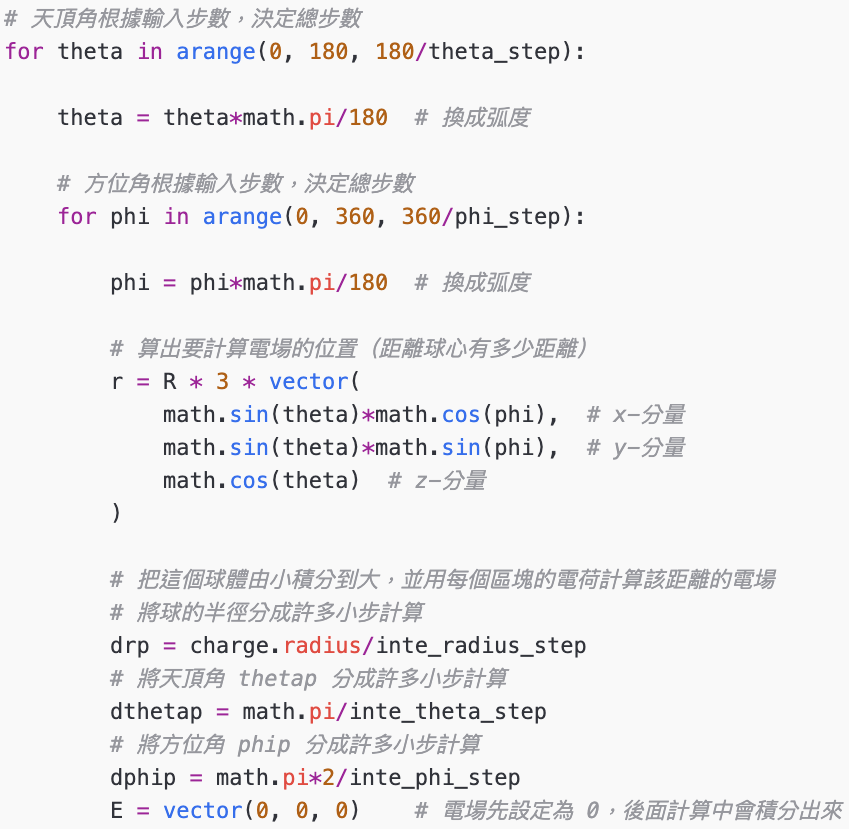 # 天頂角根據輸入步數，決定總步數
for theta in arange(0, 180, 180/theta_step):
theta = theta*math.pi/180  # 換成弧度
# 方位角根據輸入步數，決定總步數
for phi in arange(0, 360, 360/phi_step):
phi = phi*math.pi/180  # 換成弧度
# 算出要計算電場的位置（距離球心有多少距離）
r = R * 3 * vector(
math.sin(theta)*math.cos(phi),  # x-分量
math.sin(theta)*math.sin(phi),  # y-分量
math.cos(theta)  # z-分量
)
# 把這個球體由小積分到大，並用每個區塊的電荷計算該距離的電場
# 將球的半徑分成許多小步計算
drp = charge.radius/inte_radius_step
# 將天頂角 thetap 分成許多小步計算
dthetap = math.pi/inte_theta_step
# 將方位角 phip 分成許多小步計算
dphip = math.pi*2/inte_phi_step
E = vector(0, 0, 0)    # 電場先設定為 0，後面計算中會積分出來